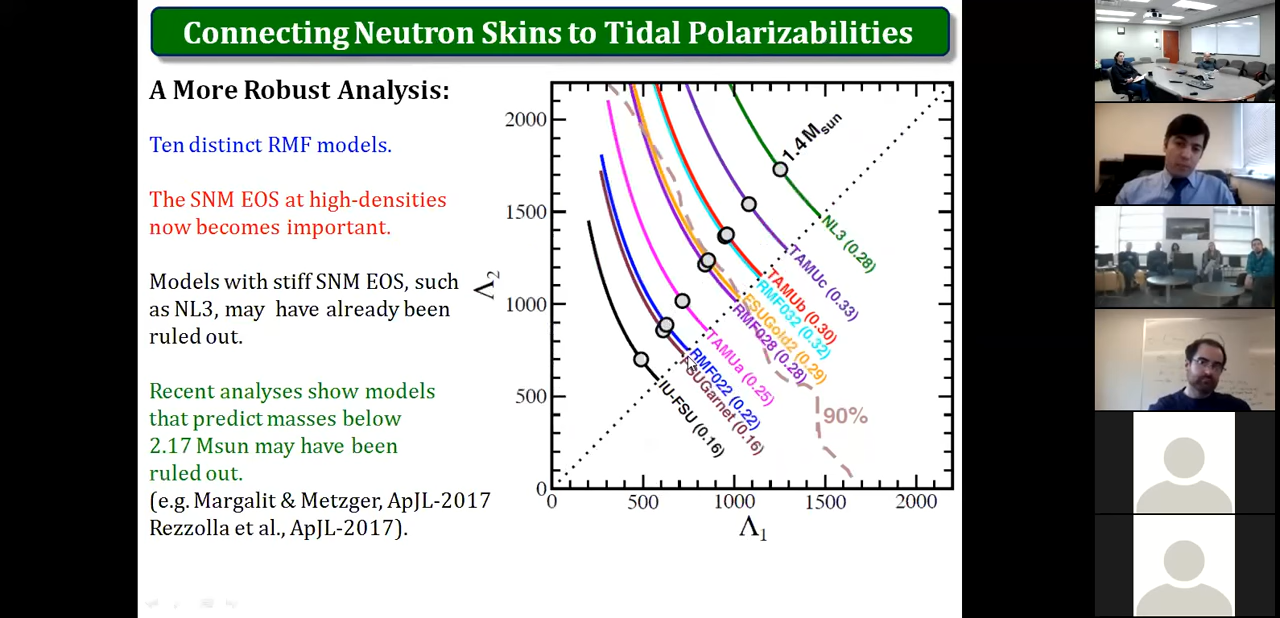 Connecting Neutron Skins to Tidal Polarizabilities
A More Robust Analysis:
Ten distinct RMF models.
The SNM EOS at high-densities
now becomes important.
Models with stiff SNM EOS, such
as NL3, may have already been
ruled out.
Recent analyses show models
that predict masses below
2.17 Msun may have been
ruled out.
(e.g. Margalit & Metzger, ApJL-2017
Rezzolla et al., ApJL-2017).
Λ2
2000
1500
1000
500
0
0
500
1000
1500
2000
Λ1
1.4 Msun
NL3 (0.28)
TAMUc (0.33)
TAMUb (0.30)
RMF032 (0.32)
FSUGold2 (0.29)
RMF028 (0.28)
TAMUa (0.25)
RMF022 (0.22)
FSUGarnet (0.16)
IU-FSU (0.16)
90%